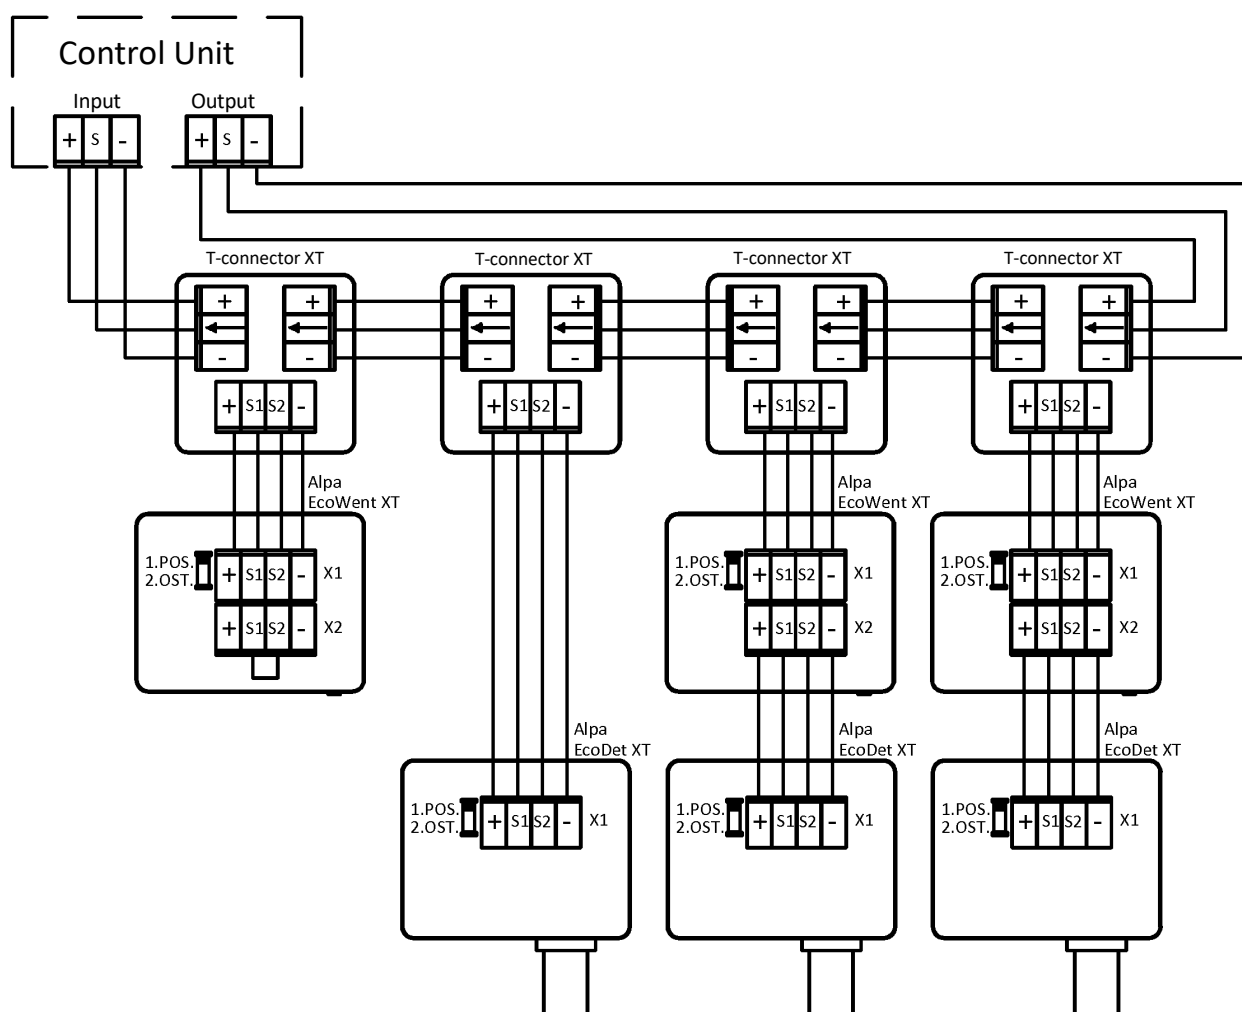 Control Unit
Input Output
+ S - + S -
T-connector XT T-connector XT T-connector XT T-connector XT
+ + + + + + + +
- - - - - - - -
+ S1 S2 - + S1 S2 - + S1 S2 - + S1 S2 -
Alpa Alpa Alpa
EcoWent XT EcoWent XT EcoWent XT
1.POS. 1.POS. 1.POS.
2.OST. + S1 S2 - X1 2.OST. + S1 S2 - X1 2.OST. + S1 S2 - X1
+ S1 S2 - X2 + S1 S2 - X2 + S1 S2 - X2
Alpa Alpa Alpa
EcoDet XT EcoDet XT EcoDet XT
1.POS. 1.POS. 1.POS.
2.OST. + S1 S2 - X1 2.OST. + S1 S2 - X1 2.OST. + S1 S2 - X1